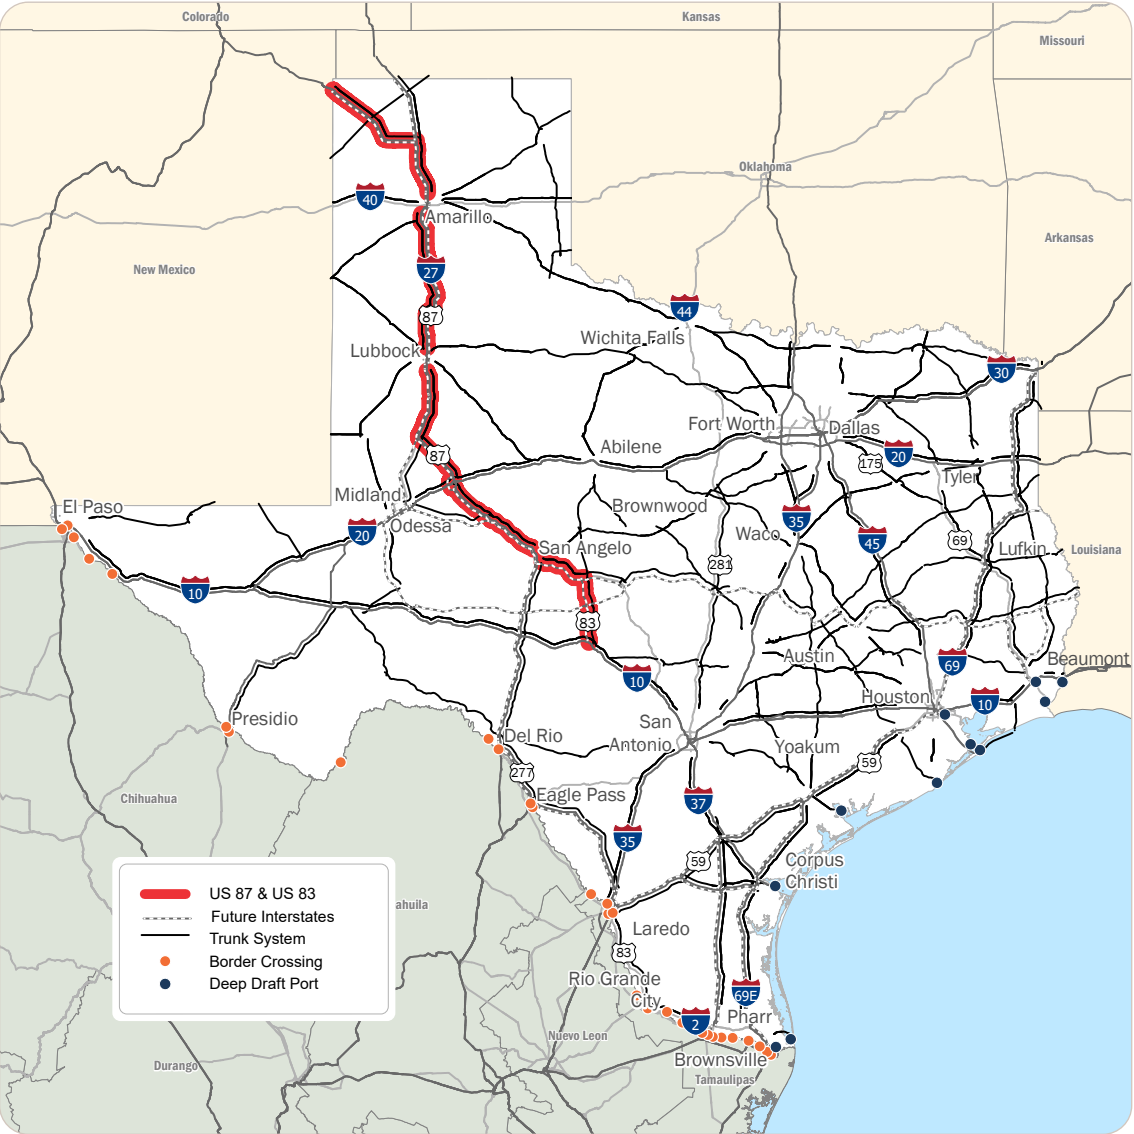 Colorado
Kansas
Missouri
Oklahoma
40
Amarillo
Arkansas
New Mexico
27
87
44
Wichita Falls
Lubbock
30
Fort Worth
Dallas
87
Abilene
20
175
Tyler
Midland
El Paso
Brownwood
35
Odessa
20
Waco
45
69
San Angelo
Lufkin
Louisiana
281
10
83
Austin
69
Beaumont
10
Houston
10
Presidio
San
Antonio
Del Rio
Yoakum
59
277
Eagle Pass
Chihuahua
37
35
59
Corpus
Christi
US 87 & US 83
Future Interstates
Trunk System
Border Crossing
Deep Draft Port
ahuila
Laredo
83
Rio Grande
City
69E
2
Pharr
Nuevo Leon
Brownsville
Durango
Tamaulipas